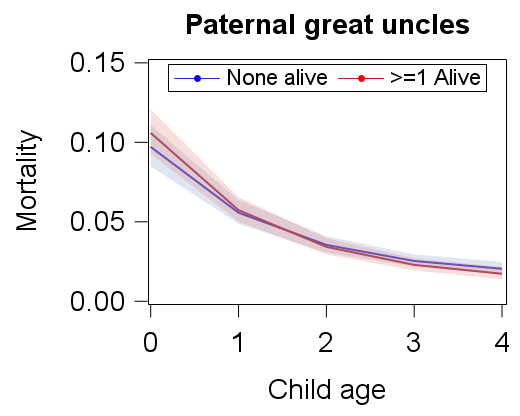 Paternal great uncles
None alive >=1 Alive
0.15
0.10
0.05
0.00
Mortality
0 1 2 3 4
Child age